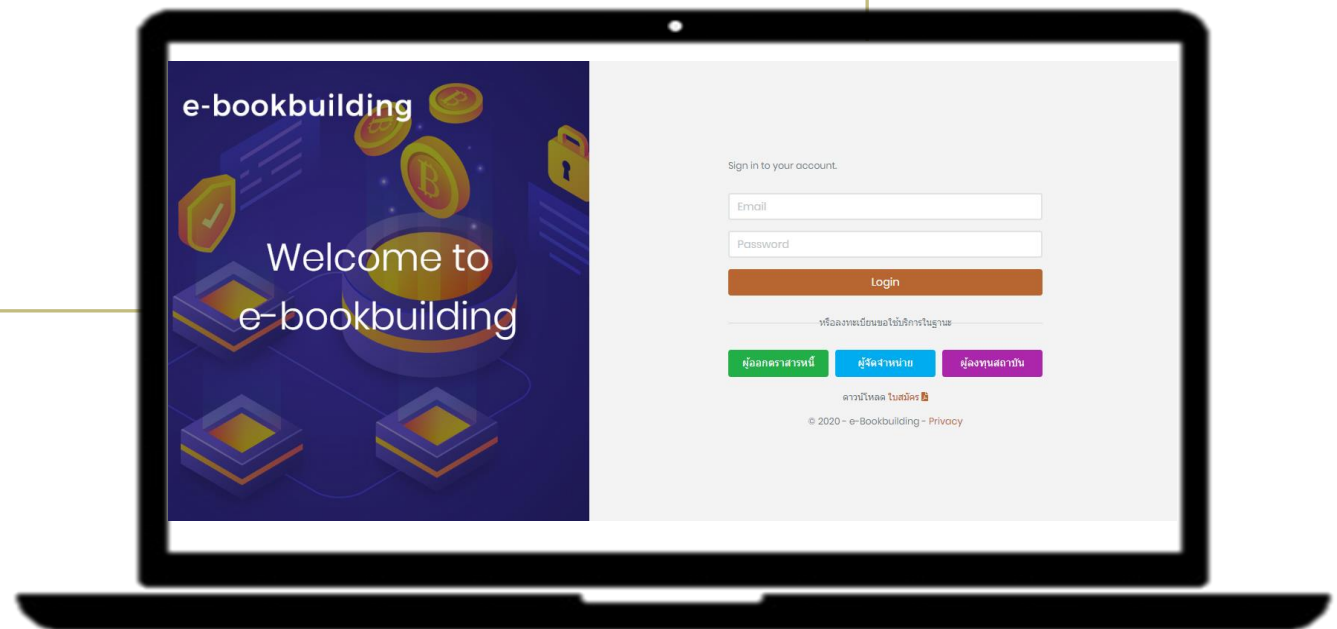 e-bookbuilding
Welcome to
e-bookbuilding
Sign in to your account.
Email
Password
Login
หรือลงทะเบียนขอใช้บริการในฐานะ
ผู้ออกตราสารหนี้
ผู้จัดจำหน่าย
ผู้ลงทุนสถาบัน
ดาวน์โหลด ใบสมัคร
© 2020 - e-Bookbuilding - Privacy